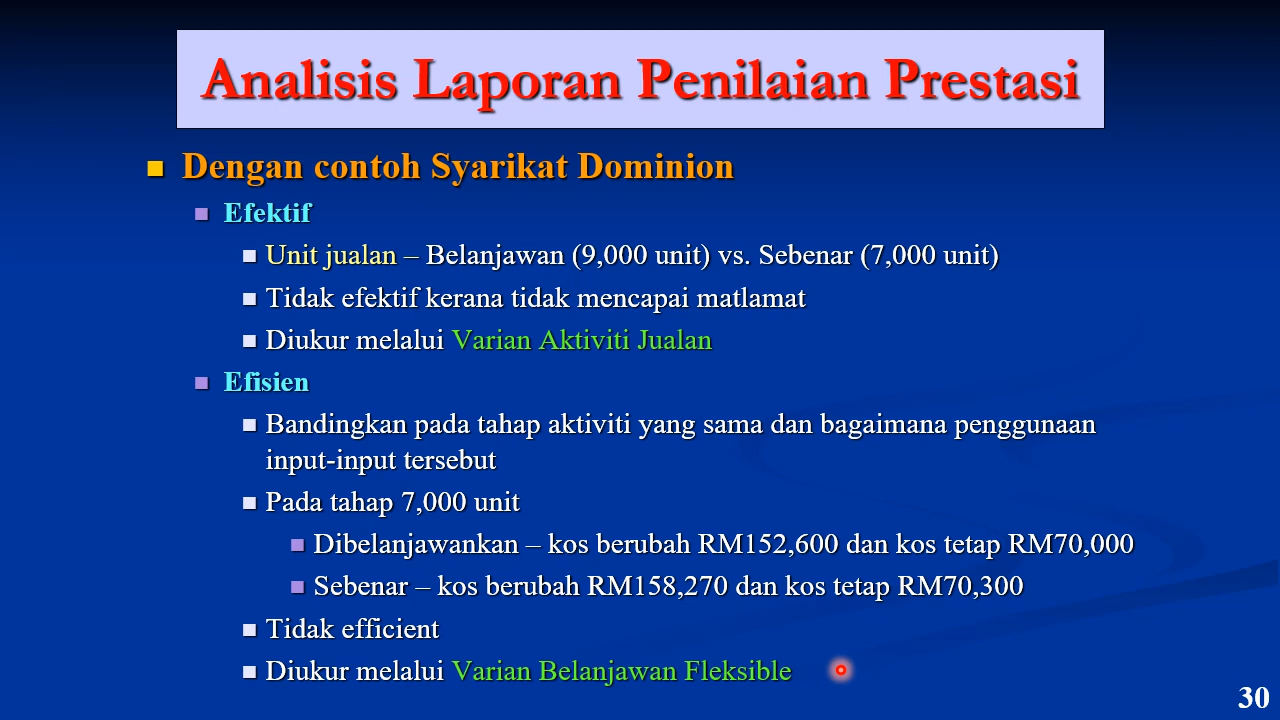 Analisis Laporan Penilaian Prestasi
Dengan contoh Syarikat Dominion
Efektif
Unit jualan – Belanjawan (9,000 unit) vs. Sebenar (7,000 unit)
Tidak efektif kerana tidak mencapai matlamat
Diukur melalui Varian Aktiviti Jualan
Efisien
Bandingkan pada tahap aktiviti yang sama dan bagaimana penggunaan
input-input tersebut
Pada tahap 7,000 unit
Dibelanjawankan – kos berubah RM152,600 dan kos tetap RM70,000
Sebenar – kos berubah RM158,270 dan kos tetap RM70,300
Tidak efficient
Diukur melalui Varian Belanjawan Fleksible
30